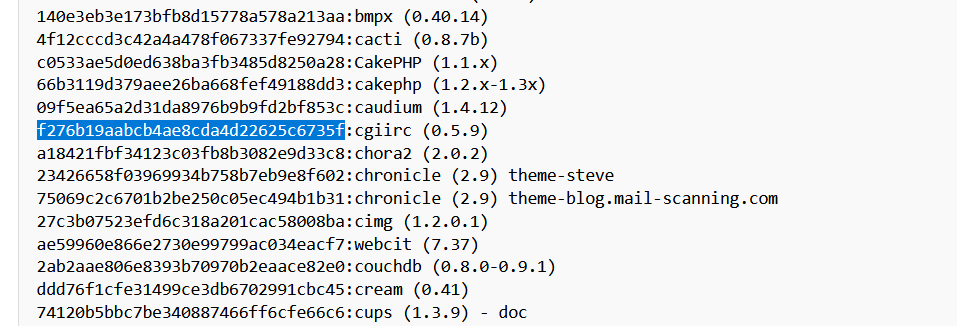 140e3eb3e173bfb8d15778a578a213aa:bmpx (0.40.14)
4f12cccd3c42a4a478f067337fe92794:cacti (0.8.7b)
c0533ae5d0ed638ba3fb3485d8250a28:CakePHP (1.1.x)
66b3119d379aee26ba668fef49188dd3:cakephp (1.2.x-1.3x)
09f5ea65a2d31da8976b9b9fd2bf853c:caudium (1.4.12)
f276b19aabcb4ae8cda4d22625c6735f:cgiirc (0.5.9)
a18421fbf34123c03fb8b3082e9d33c8:chora2 (2.0.2)
23426658f03969934b758b7eb9e8f602:chronicle (2.9) theme-steve
75069c2c6701b2be250c05ec494b1b31:chronicle (2.9) theme-blog.mail-scanning.com
27c3b07523efd6c318a201cac58008ba:cimg (1.2.0.1)
ae59960e866e2730e99799ac034eacf7:webcit (7.37)
2ab2aae806e8393b70970b2eaace82e0:couchdb (0.8.0-0.9.1)
ddd76f1cfe31499ce3db6702991cbc45:cream (0.41)
74120b5bbc7be340887466ff6cfe66c6:cups (1.3.9) - doc